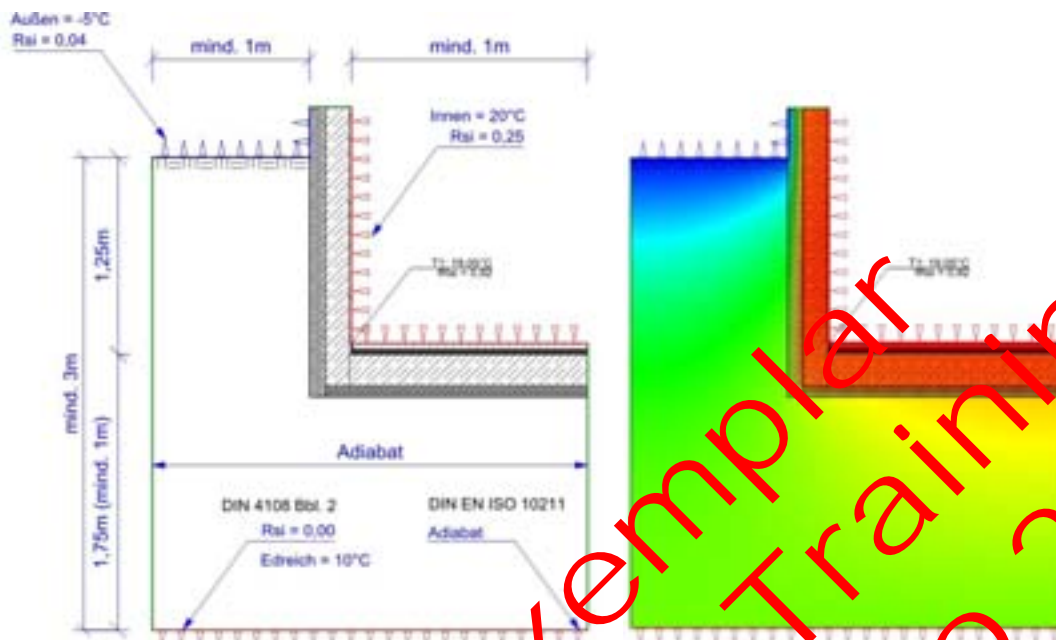 Außen = -5°C
Rsi = 0,04
mind. 1m
mind. 1m
Innen = 20°C
Rsi = 0,25
1,25m
mind. 3m
1,75m (mind. 1m)
Adiabat
DIN 4108 Bbl. 2
DIN EN ISO 10211
Rsi = 0,00
Adiabat
Edreich = 10°C